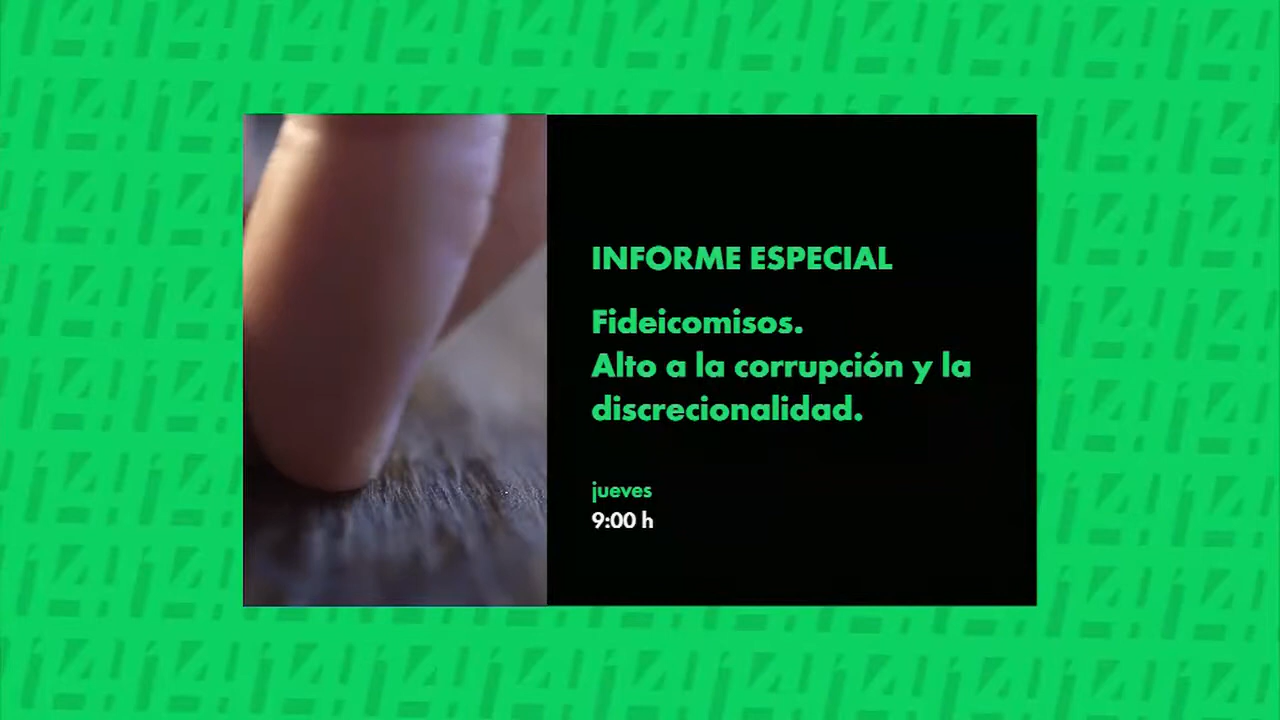 INFORME ESPECIAL
Fideicomisos.
Alto a la corrupción y la
discrecionalidad.
jueves
9:00 h